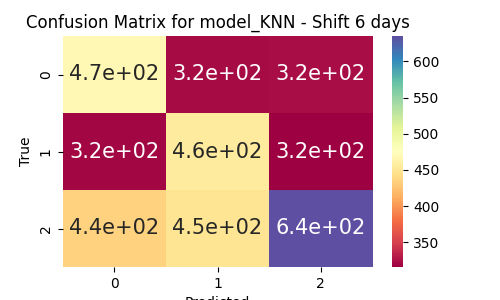 Confusion Matrix for model_KNN - Shift 6 days
True
0
4.7e+02 3.2e+02 3.2e+02
1
3.2e+02 4.6e+02 3.2e+02
2
4.4e+02 4.5e+02 6.4e+02
0 1 2
Predicted
600
550
500
450
400
350